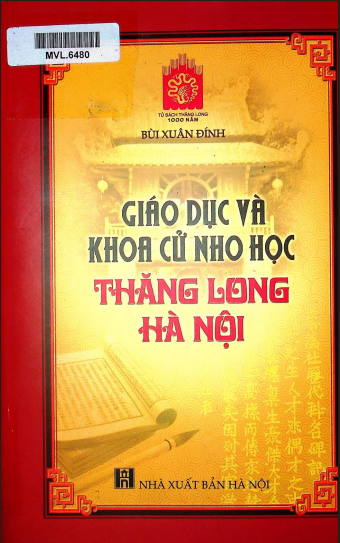 MVL.6480
TỦ SÁCH THĂNG LONG
1000 NĂM
BÙI XUÂN ĐÍNH
GIÁO DỤC VÀ
KHOA CỬ NHO HỌC
THĂNG LONG
HÀ NỘI
NHÀ XUẤT BẢN HÀ NỘI